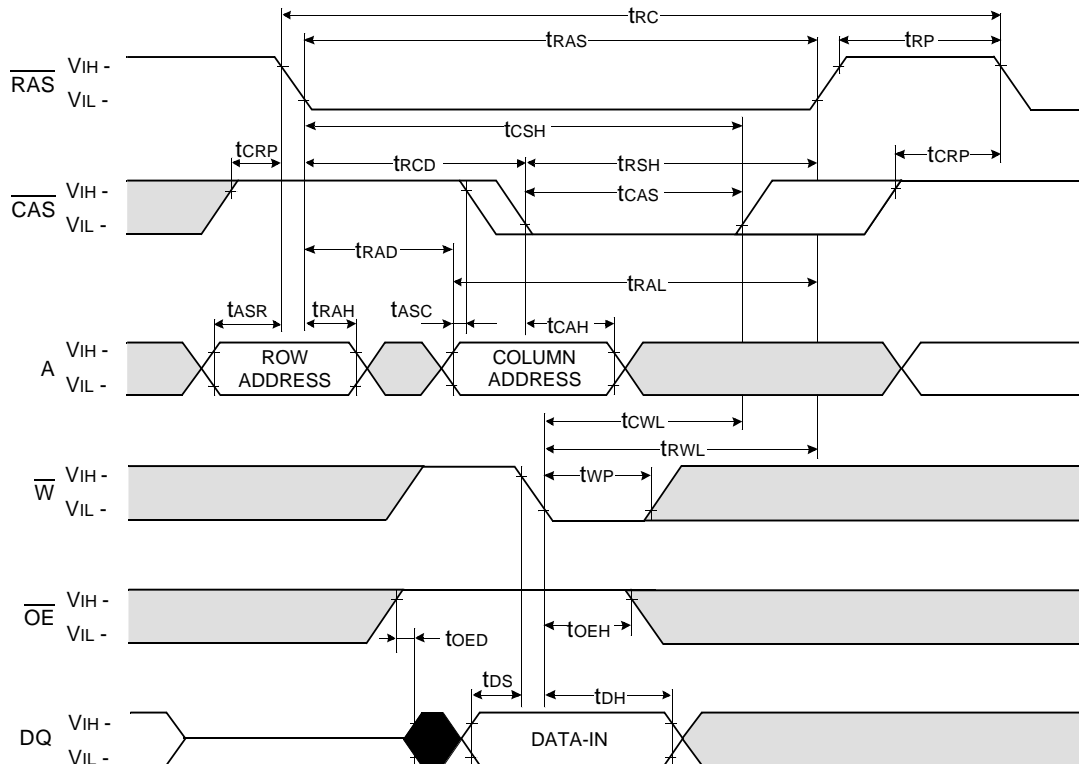 tRC
tRAS
tRP
RAS
VIH -
VIL -
tCSH
tCRP
tRCD
tRSH
tCRP
CAS
VIH -
VIL -
tCAS
tRAD
tRAL
tASR
tRAH
tASC
tCAH
A
VIH -
VIL -
ROW
ADDRESS
COLUMN
ADDRESS
tCWL
tRWL
W
VIH -
VIL -
tWP
OE
VIH -
VIL -
tOED
tOEH
tDS
tDH
DQ
VIH -
VIL -
DATA-IN